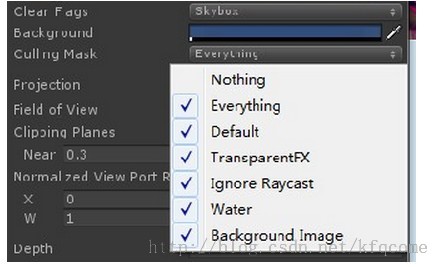 Clear Flags Skybox
Background
Culling Mask Everything
Projection
Field of View
Clipping Planes
Near 0.3
Normalized View Port R
X 0
W 1
Depth
Nothing
Everything
Default
TransparentFX
Ignore Raycast
Water
Background Image
http://blog.csdn.net/kfqcome